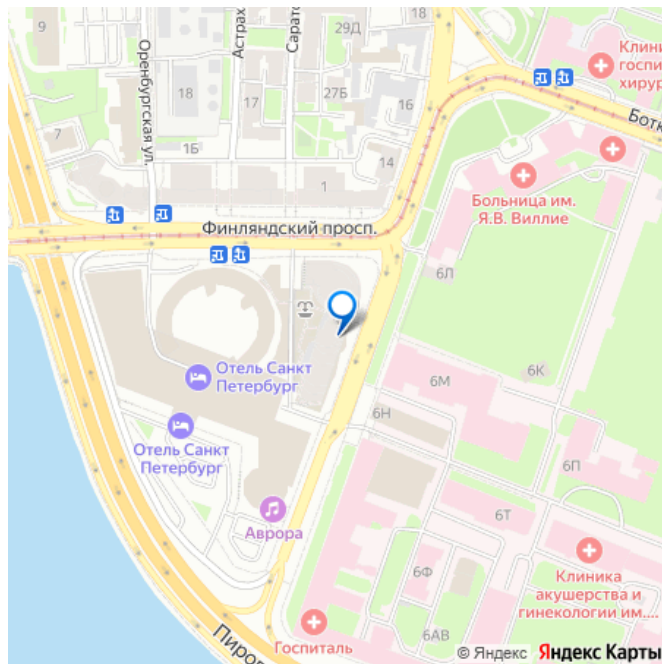 9
Оренбургская ул.
Астрах
Сарато
29Д
Клини
госпи
хирур
18
17
27Б
16
Ботк
7
1Б
14
1
Больница им.
Я.В. Виллие
Финляндский просп.
6Л
Отель Санкт
Петербург
6К
6М
6Н
Отель Санкт
Петербург
6П
6Т
Аврора
Клиника
акушерства и
гинекологии им....
6Ф
6АВ
Госпиталь
Пирог
© Яндекс Яндекс Карты